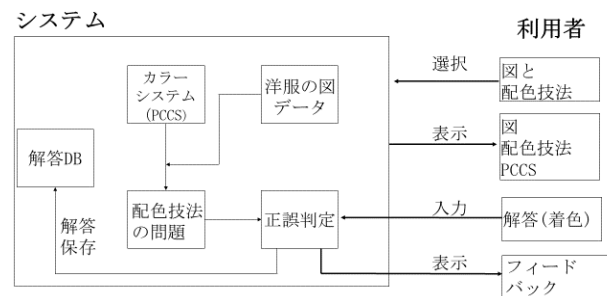 システム
利用者
カラー
システム
(PCCS)
洋服の図
データ
選択
図と
配色技法
表示
図
配色技法
PCCS
解答DB
解答
保存
配色技法
の問題
正誤判定
入力
解答(着色)
表示
フィード
バック